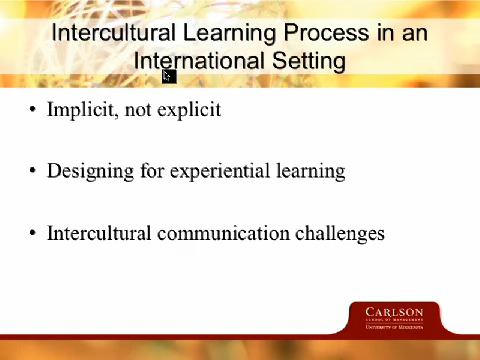 Intercultural Learning Process in an
International Setting
• Implicit, not explicit
• Designing for experiential learning
• Intercultural communication challenges
CARLSON
SCHOOL OF MANAGEMENT
UNIVERSITY OF MINNESOTA